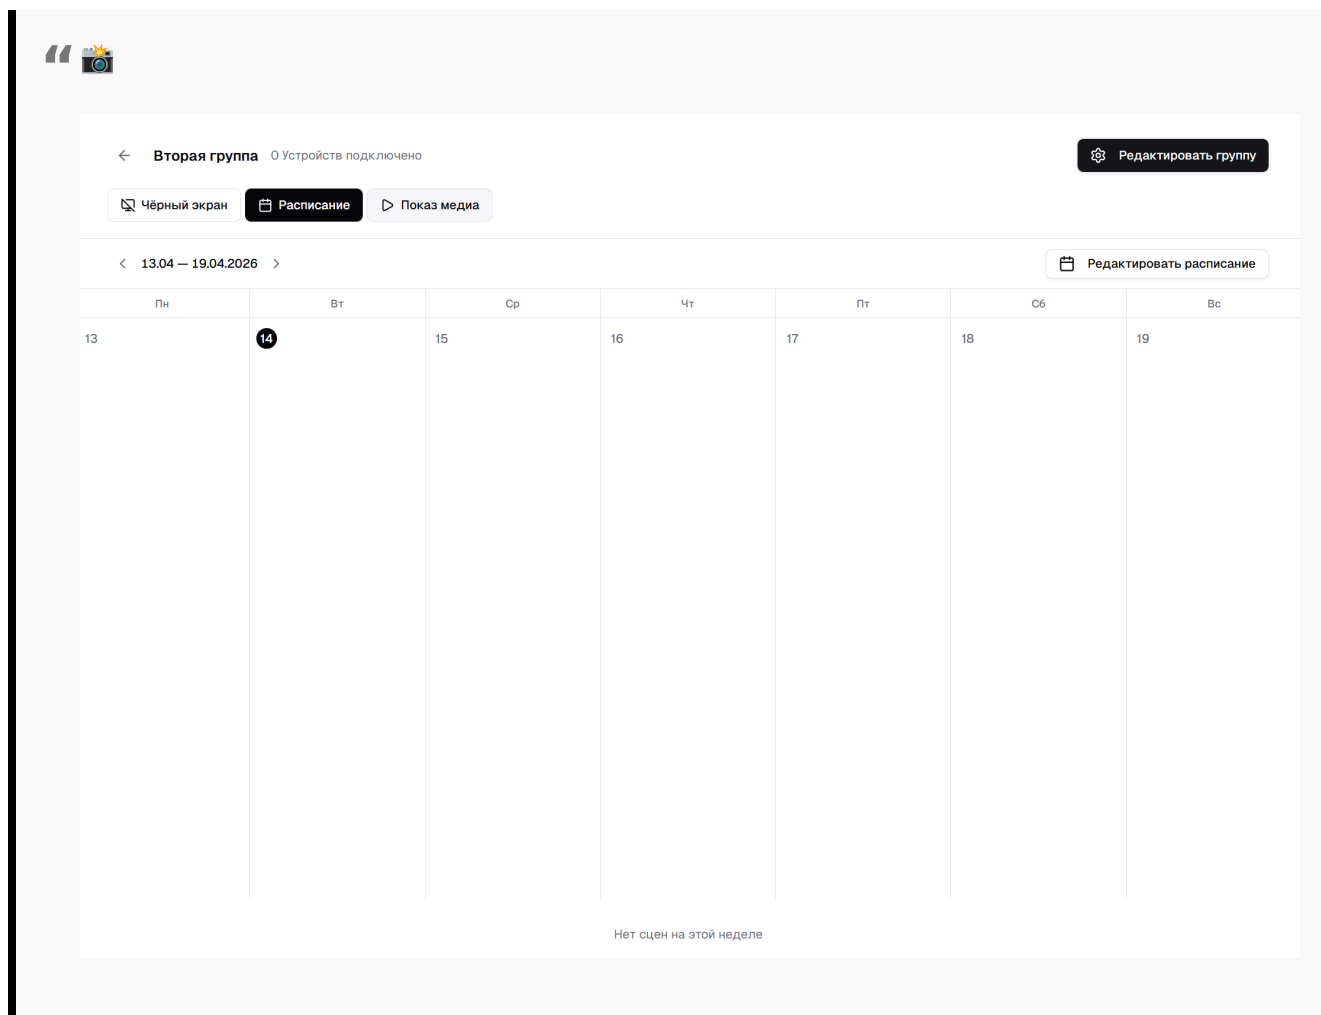 “ 📸
Вторая группа 0 Устройств подключено
Редактировать группу
Чёрный экран Расписание Показ медиа
13.04 — 19.04.2026
Редактировать расписание
Пн Вт Ср Чт Пт Сб Вс
13 14 15 16 17 18 19
Нет сцен на этой неделе